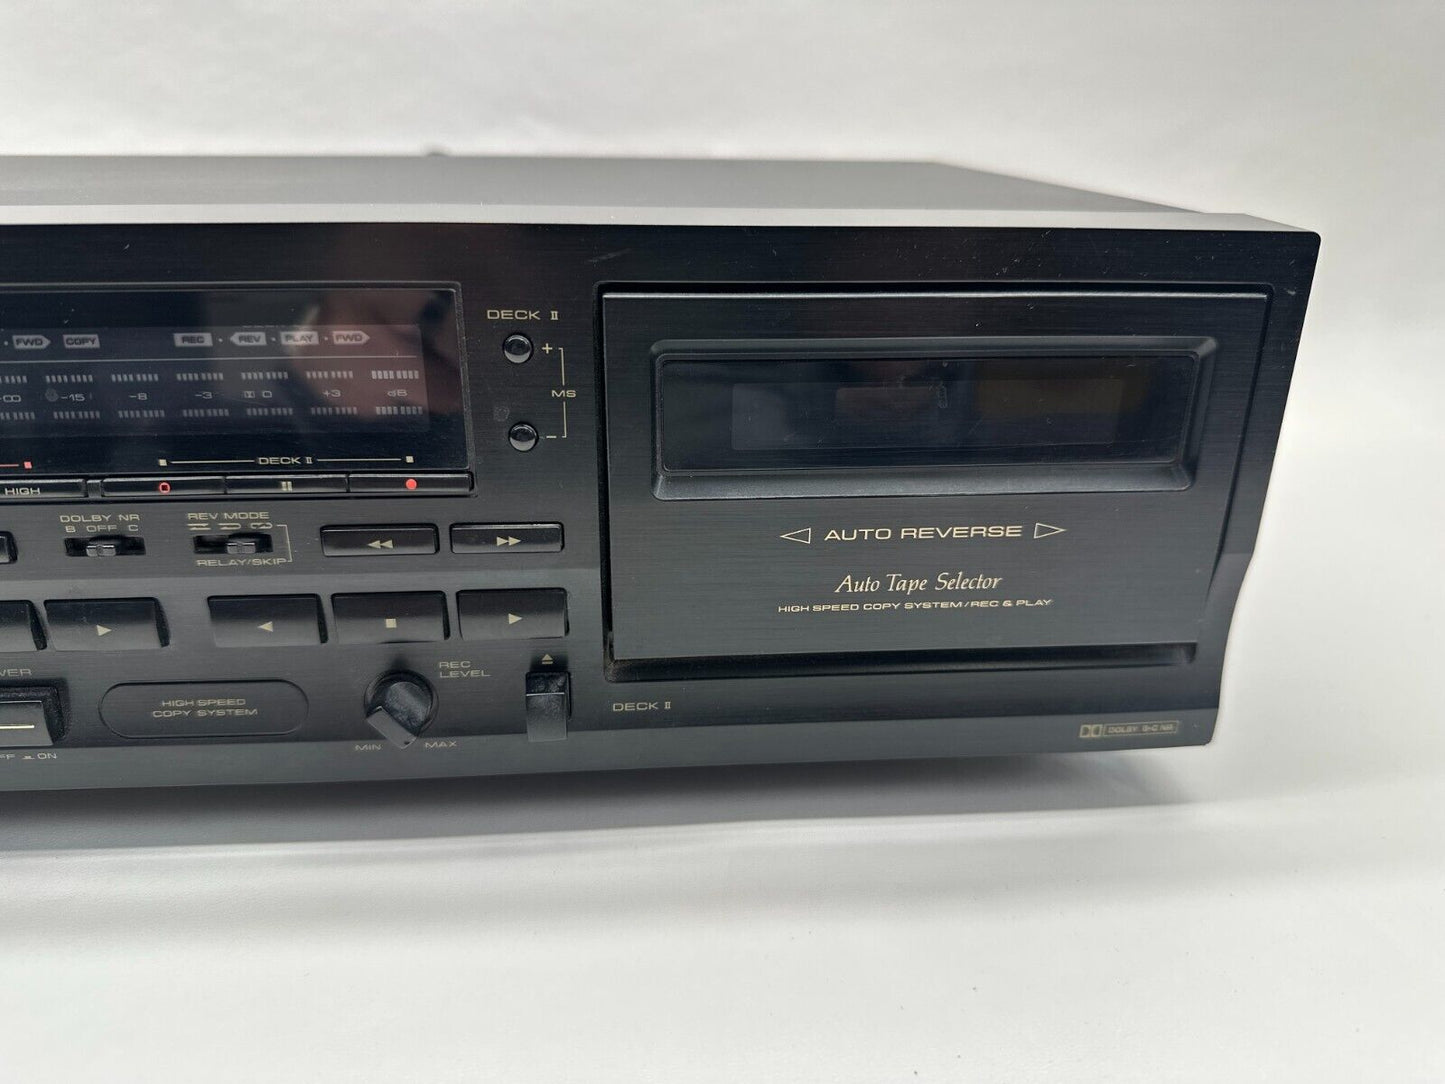 DECK II
FWD COPY REC REV PLAY FWD
+
-∞ -15 -8 -3 0 +3 dB
MS
-
DECK II
HIGH
DOLBY NR
B OFF C
REV MODE
RELAY/SKIP
AUTO REVERSE
Auto Tape Selector
HIGH SPEED COPY SYSTEM/REC & PLAY
REC
LEVEL
HIGH SPEED
COPY SYSTEM
MIN MAX
ON
DECK II
DOLBY B-C NR